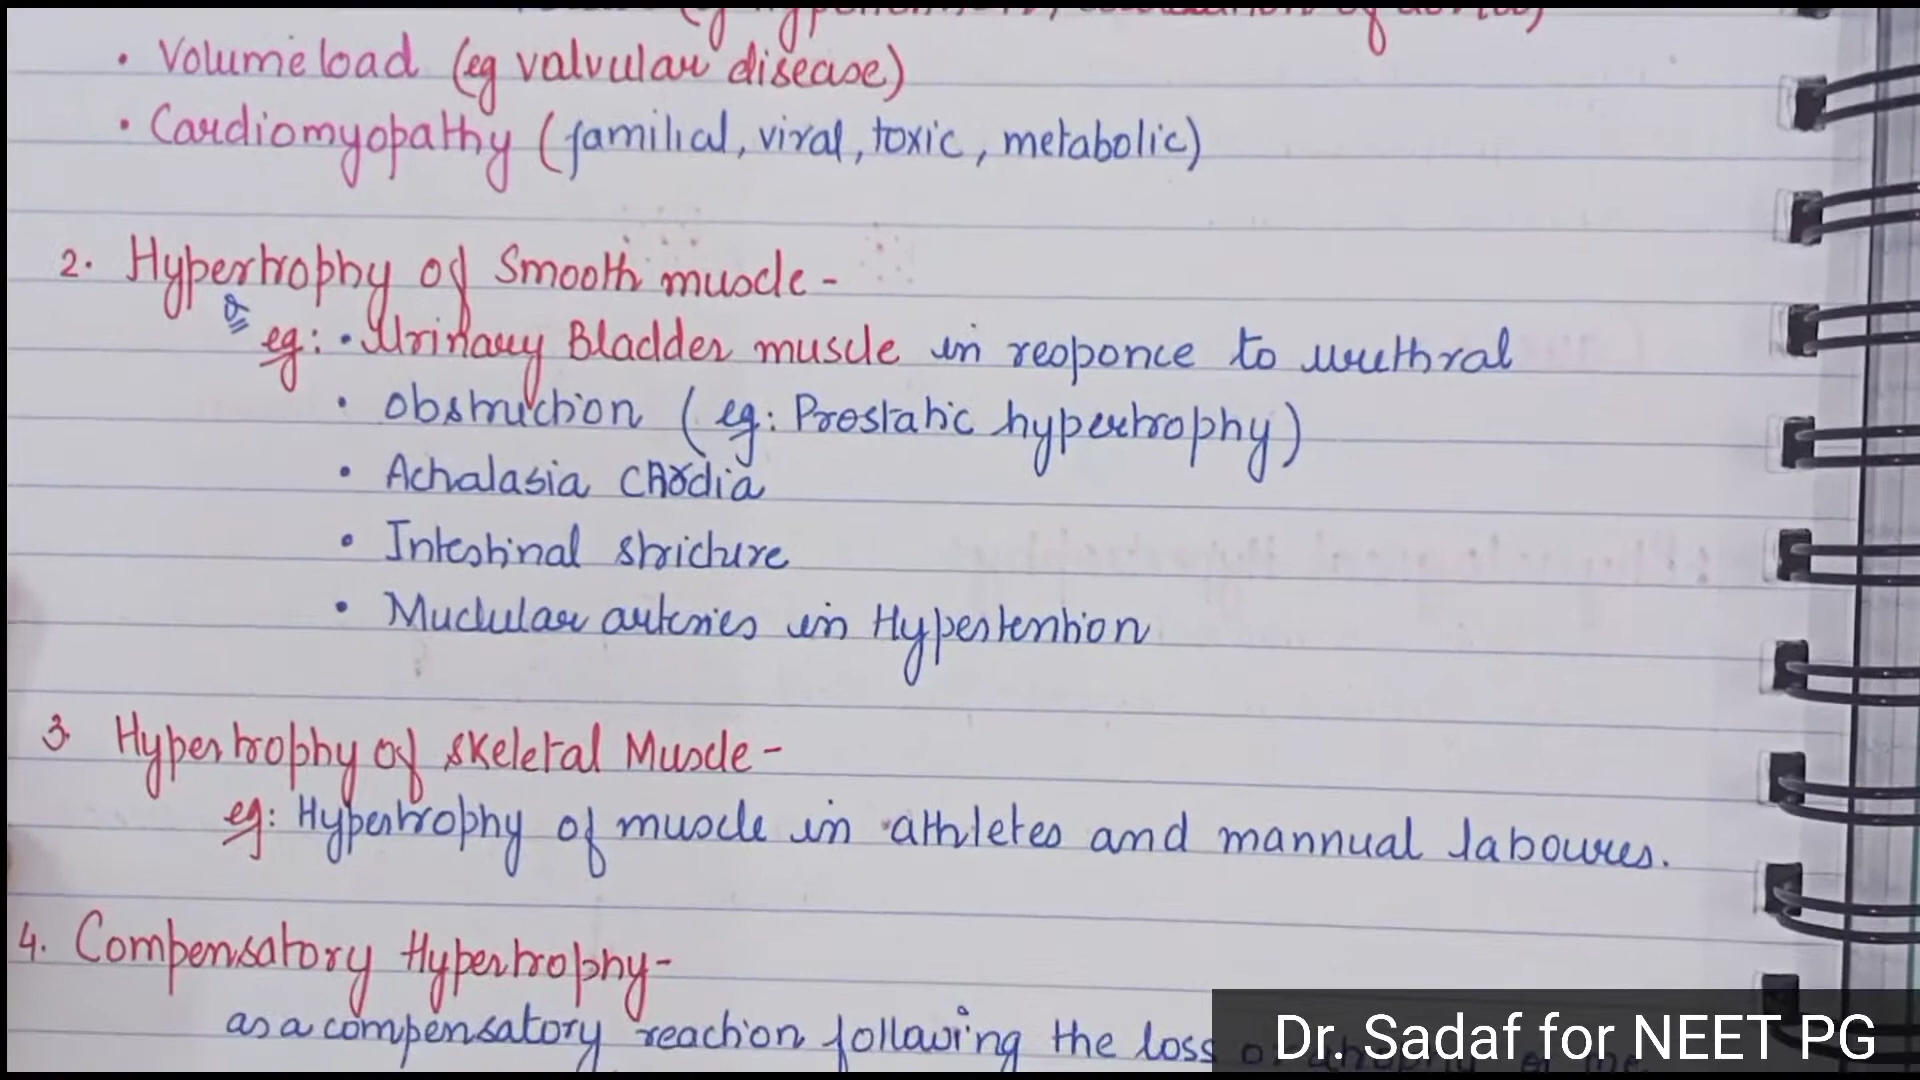 • Volume load (eg valvular disease)
• Cardiomyopathy (familial, viral, toxic, metabolic)
2. Hypertrophy of Smooth muscle -
eg: • Urinary Bladder muscle in responce to urethral
• obstruction (eg: Prostatic hypertrophy)
• Achalasia Cardia
• Intestinal stricture
• Muclular arteries in Hypertention
3. Hypertrophy of skeletal Muscle -
eg: Hypertrophy of muscle in athletes and mannual laboures.
4. Compensatory Hypertrophy -
as a compensatory reaction following the loss
Dr. Sadaf for NEET PG